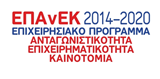 ΕΠΑνΕΚ 2014–2020
ΕΠΙΧΕΙΡΗΣΙΑΚΟ ΠΡΟΓΡΑΜΜΑ
ΑΝΤΑΓΩΝΙΣΤΙΚΟΤΗΤΑ
ΕΠΙΧΕΙΡΗΜΑΤΙΚΟΤΗΤΑ
ΚΑΙΝΟΤΟΜΙΑ